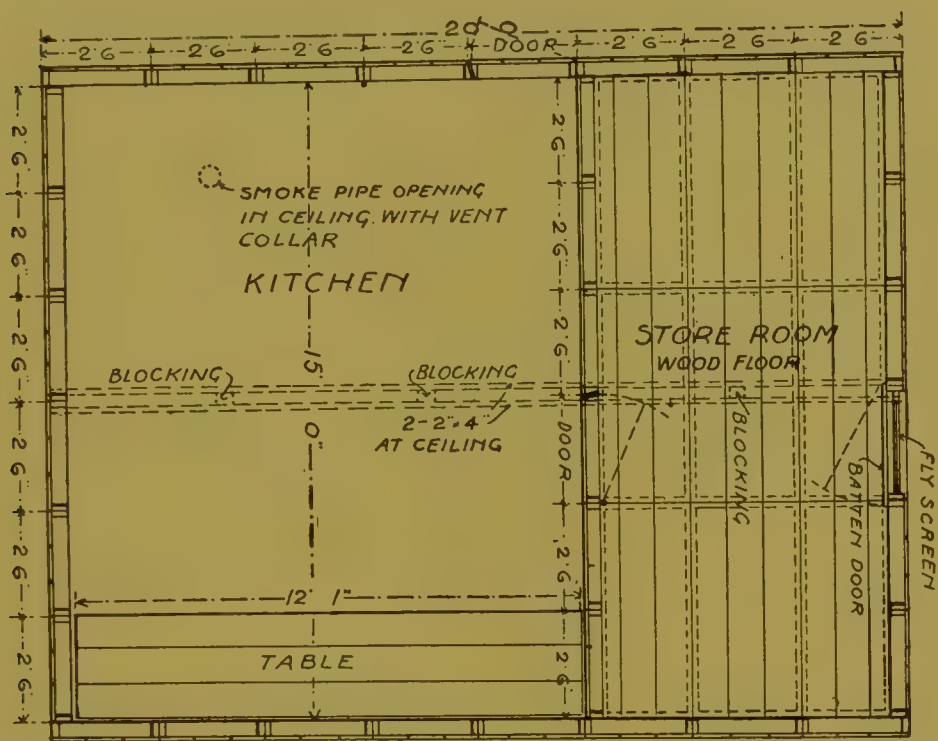 2'6" 2'6" 2'6" 2'6" DOOR 2'6" 2'6" 2'6"
2'6"
2'6"
2'6"
2'6"
2'6"
2'6"
SMOKE PIPE OPENING
IN CEILING. WITH VENT
COLLAR
KITCHEN
15' 0"
BLOCKING
BLOCKING
2-2"x4"
AT CEILING
12' 1"
TABLE
2'6"
2'6"
2'6"
DOOR
2'6"
2'6"
STORE ROOM
WOOD FLOOR
BLOCKING
BATTEN DOOR
FLY SCREEN